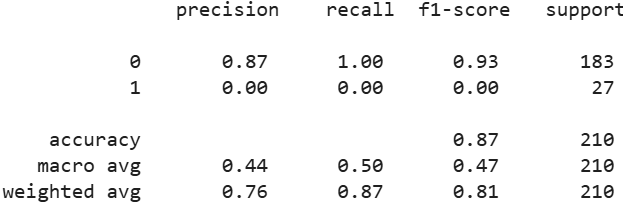 precision recall f1-score support
0 0.87 1.00 0.93 183
1 0.00 0.00 0.00 27
accuracy 0.87 210
macro avg 0.44 0.50 0.47 210
weighted avg 0.76 0.87 0.81 210